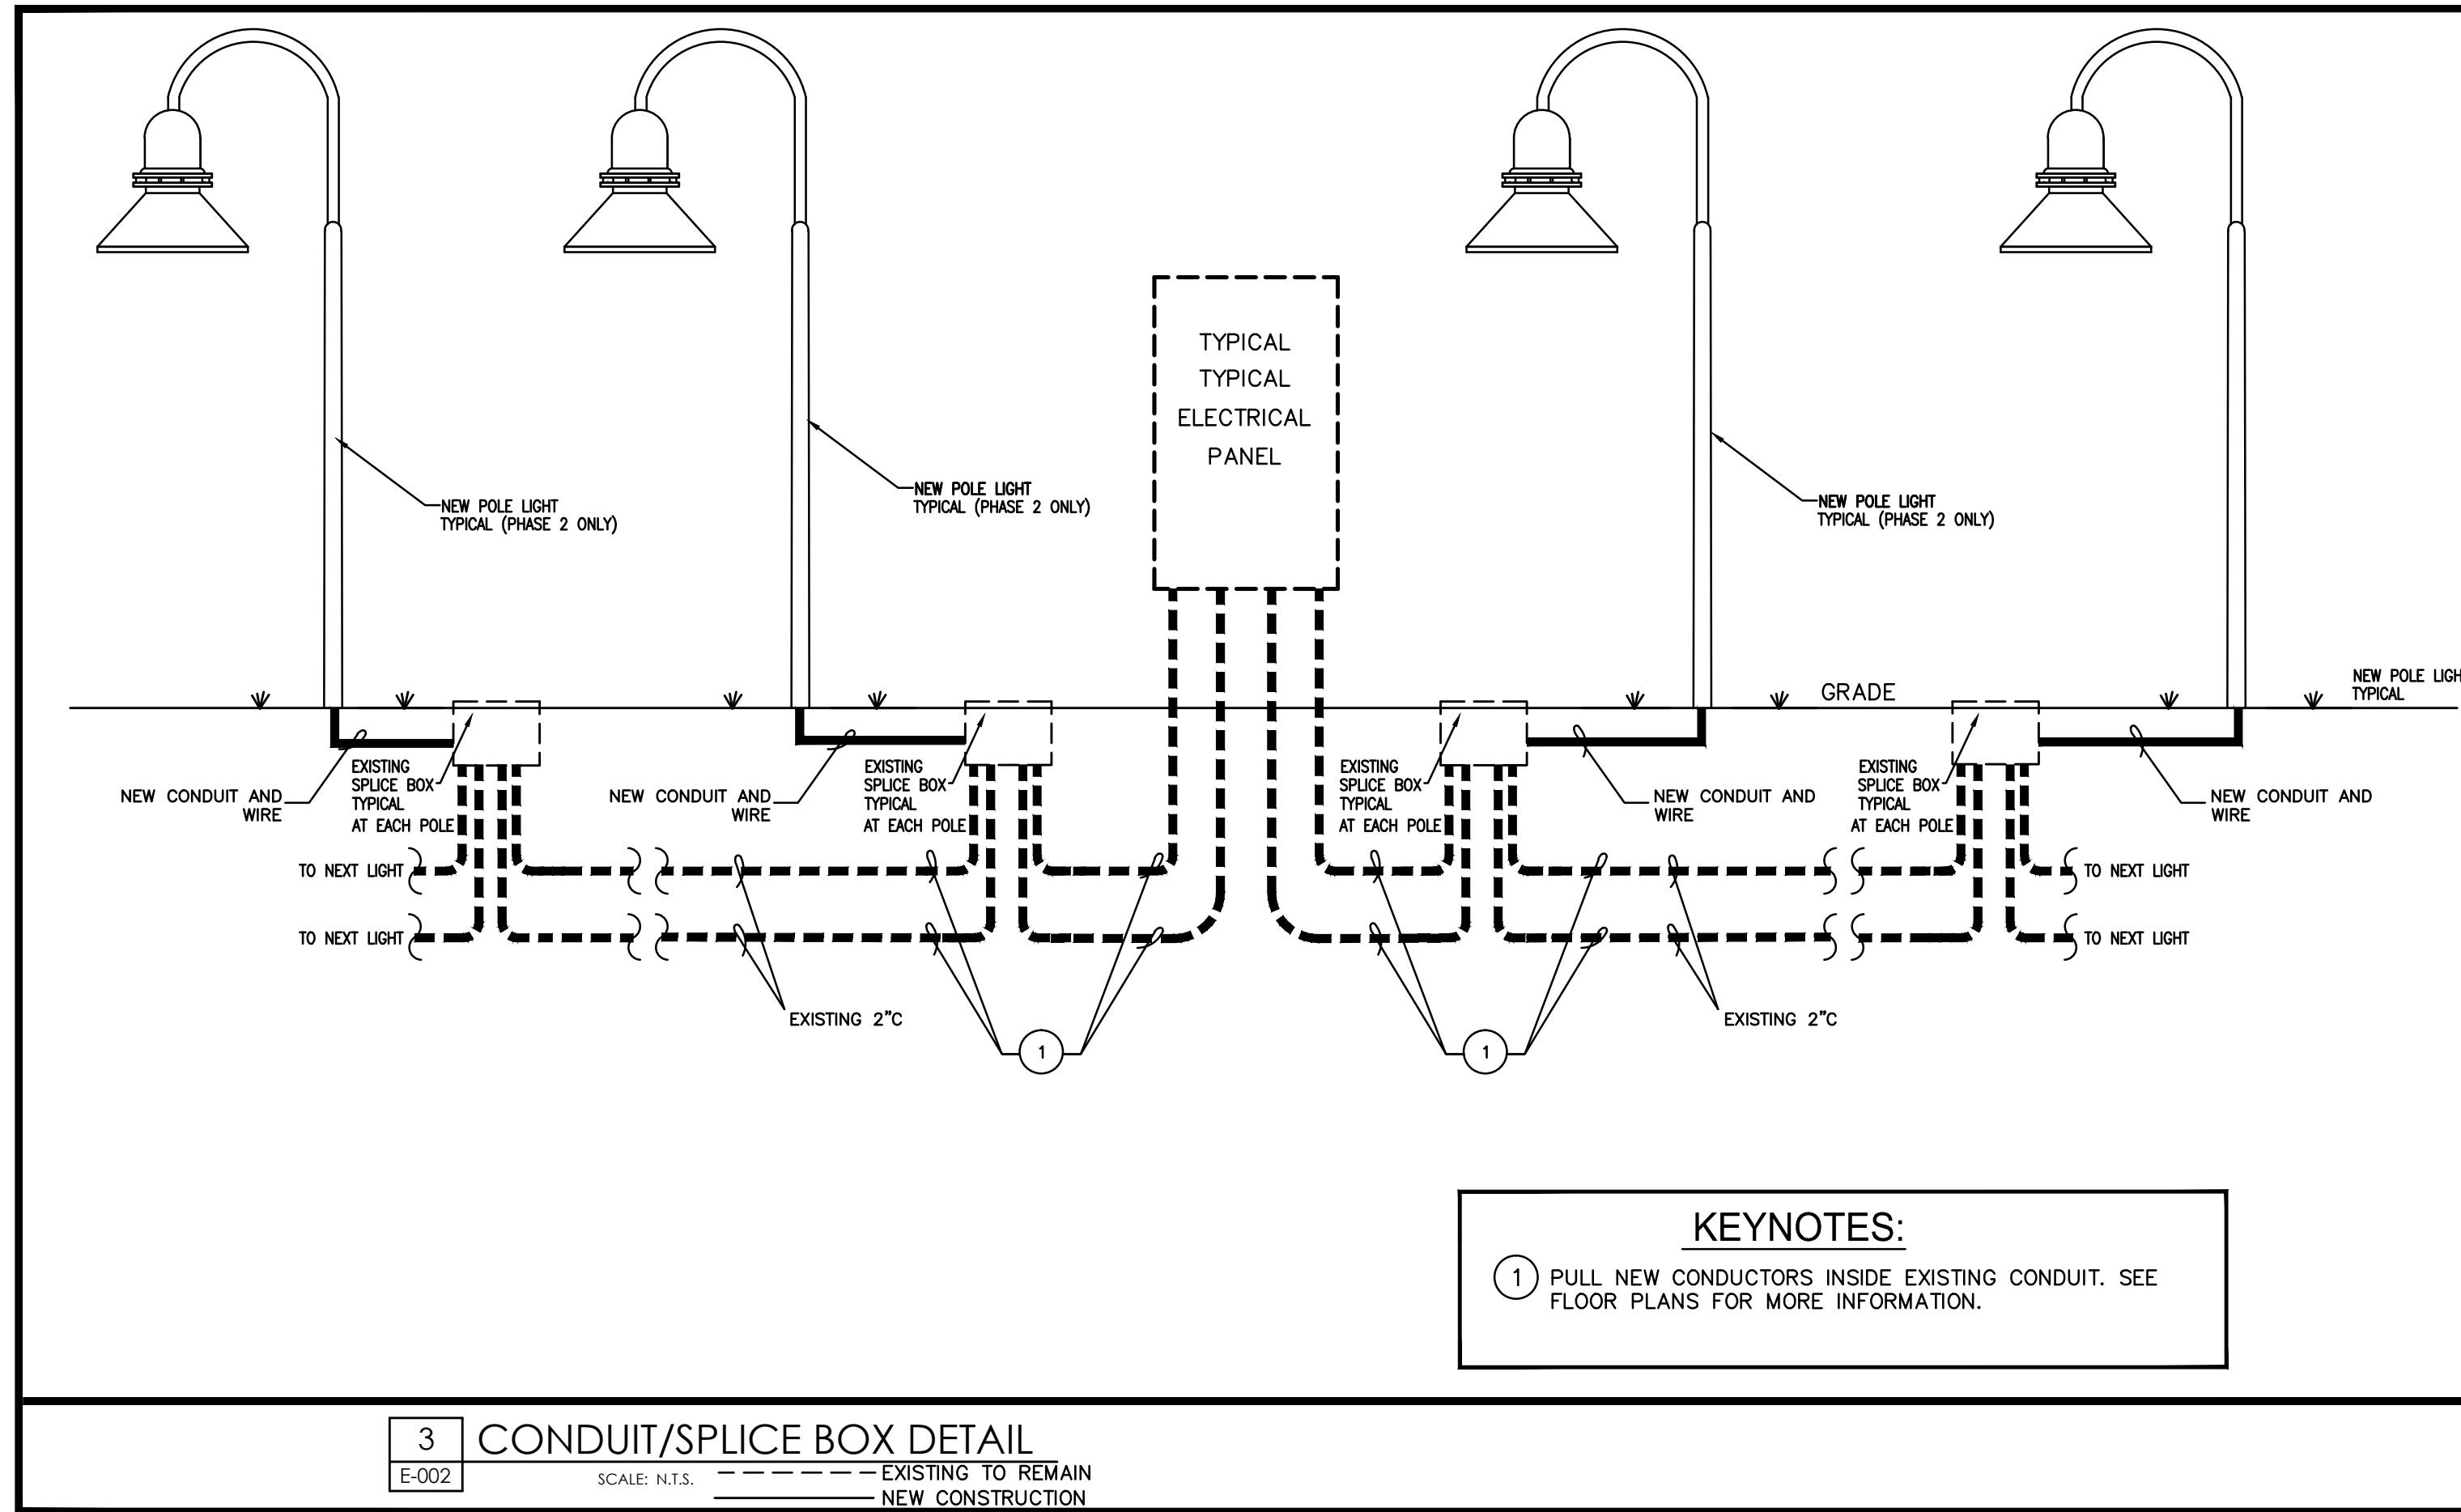 TYPICAL
TYPICAL
ELECTRICAL
PANEL
NEW POLE LIGHT
TYPICAL (PHASE 2 ONLY)
NEW POLE LIGHT
TYPICAL (PHASE 2 ONLY)
NEW POLE LIGHT
TYPICAL (PHASE 2 ONLY)
GRADE
NEW POLE LIGH
TYPICAL
NEW CONDUIT AND
WIRE
EXISTING
SPLICE BOX
TYPICAL
AT EACH POLE
NEW CONDUIT AND
WIRE
EXISTING
SPLICE BOX
TYPICAL
AT EACH POLE
EXISTING
SPLICE BOX
TYPICAL
AT EACH POLE
NEW CONDUIT AND
WIRE
EXISTING
SPLICE BOX
TYPICAL
AT EACH POLE
NEW CONDUIT AND
WIRE
TO NEXT LIGHT
TO NEXT LIGHT
TO NEXT LIGHT
TO NEXT LIGHT
EXISTING 2"C
1
1
EXISTING 2"C
KEYNOTES:
1 PULL NEW CONDUCTORS INSIDE EXISTING CONDUIT. SEE
FLOOR PLANS FOR MORE INFORMATION.
3 CONDUIT/SPLICE BOX DETAIL
E-002
SCALE: N.T.S.
EXISTING TO REMAIN
NEW CONSTRUCTION